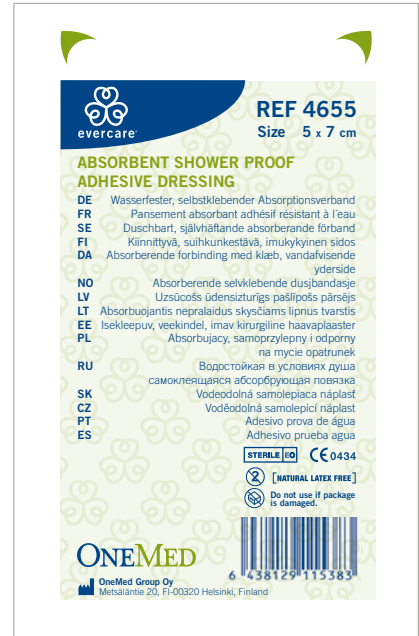 evercare®
REF 4655
Size 5 x 7 cm
ABSORBENT SHOWER PROOF
ADHESIVE DRESSING
DE Wasserfester, selbstklebender Absorptionsverband
FR Pansement absorbant adhésif résistant à l'eau
SE Duschbart, självhäftande absorberande förband
FI Kiinnittyvä, suihkunkestävä, imukykyinen sidos
DA Absorberende forbinding med klæb, vandafvisende
yderside
NO Absorberende selvklebende dusjbandasje
LV Uzsūcošs ūdensizturīgs pašlīpošs pārsējs
LT Absorbuojantis nepralaidus skysčiams lipnus tvarstis
EE Isekleepuv, veekindel, imav kirurgiline haavaplaaster
PL Absorbujacy, samoprzylepny i odporny
na mycie opatrunek
RU Водостойкая в условиях душа
самоклеящаяся абсорбрующая повязка
SK Vodeodolná samolepiaca náplasť
CZ Voděodolná samolepící náplast
PT Adesivo prova de água
ES Adhesivo prueba agua
STERILE EO CE 0434
2 [NATURAL LATEX FREE]
Do not use if package
is damaged.
ONEMED
6 438129 115383
OneMed Group Oy
Metsäläntie 20, FI-00320 Helsinki, Finland